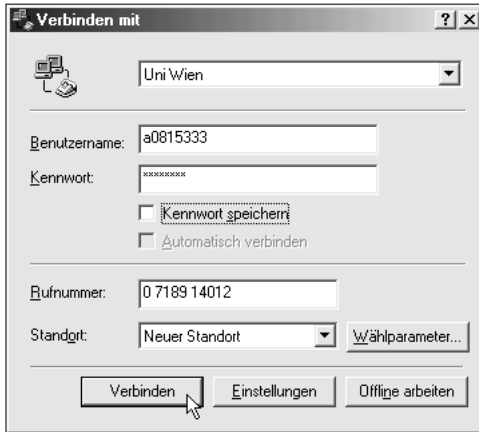 Verbinden mit
Uni Wien
Benutzername: a0815333
Kennwort: ********
Kennwort speichern
Automatisch verbinden
Rufnummer: 0 7189 14012
Standort: Neuer Standort Wählparameter...
Verbinden Einstellungen Offline arbeiten